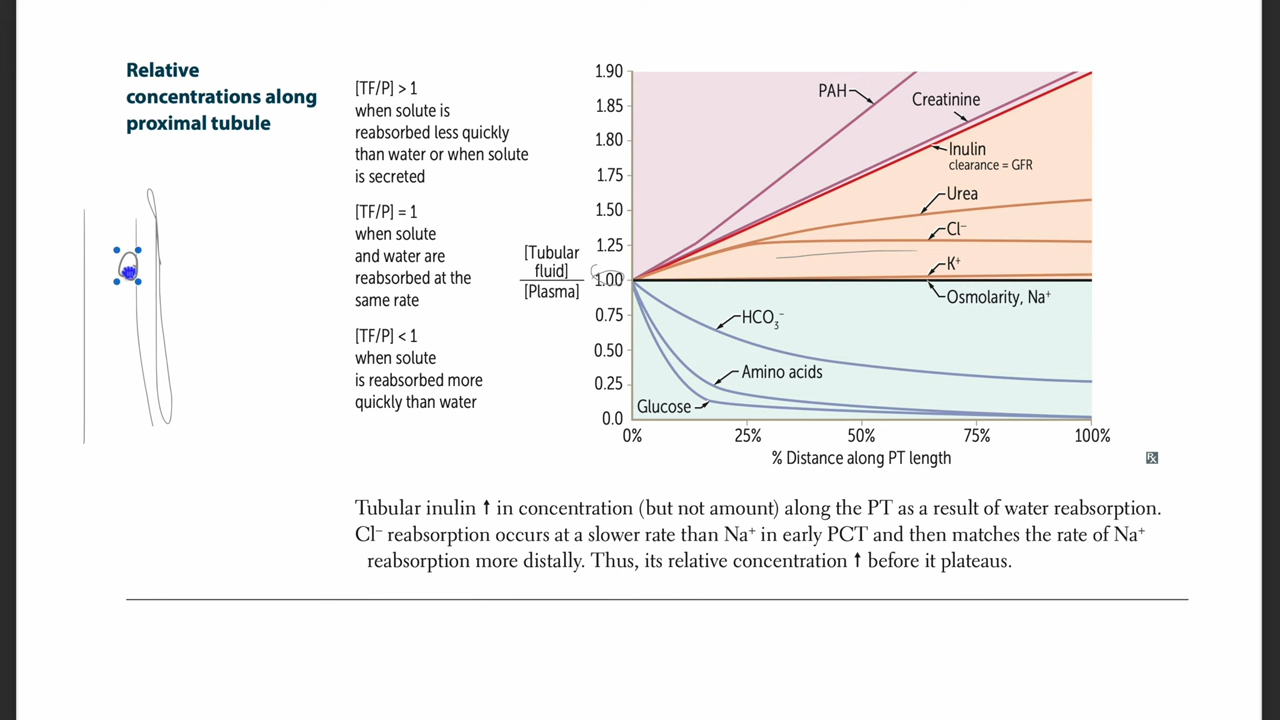 Relative
concentrations along
proximal tubule
[TF/P] > 1
when solute is
reabsorbed less quickly
than water or when solute
is secreted
[TF/P] = 1
when solute
and water are
reabsorbed at the
same rate
[TF/P] < 1
when solute
is reabsorbed more
quickly than water
[Tubular
fluid]
[Plasma]
1.90
1.85
1.80
1.75
1.50
1.25
1.00
0.75
0.50
0.25
0.0
PAH
Creatinine
Inulin
clearance = GFR
Urea
Cl⁻
K⁺
Osmolarity, Na⁺
HCO₃⁻
Amino acids
Glucose
0% 25% 50% 75% 100%
% Distance along PT length
Rx
Tubular inulin ↑ in concentration (but not amount) along the PT as a result of water reabsorption.
Cl⁻ reabsorption occurs at a slower rate than Na⁺ in early PCT and then matches the rate of Na⁺
reabsorption more distally. Thus, its relative concentration ↑ before it plateaus.